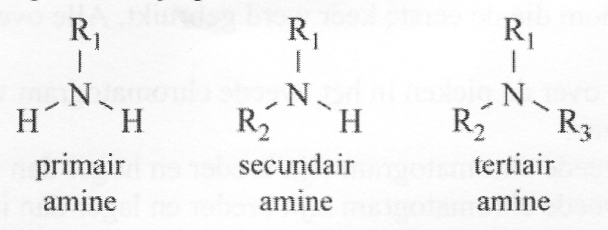 R1 R1 R1
N N N
H H R2 H R2 R3
primair secundair tertiair
amine amine amine